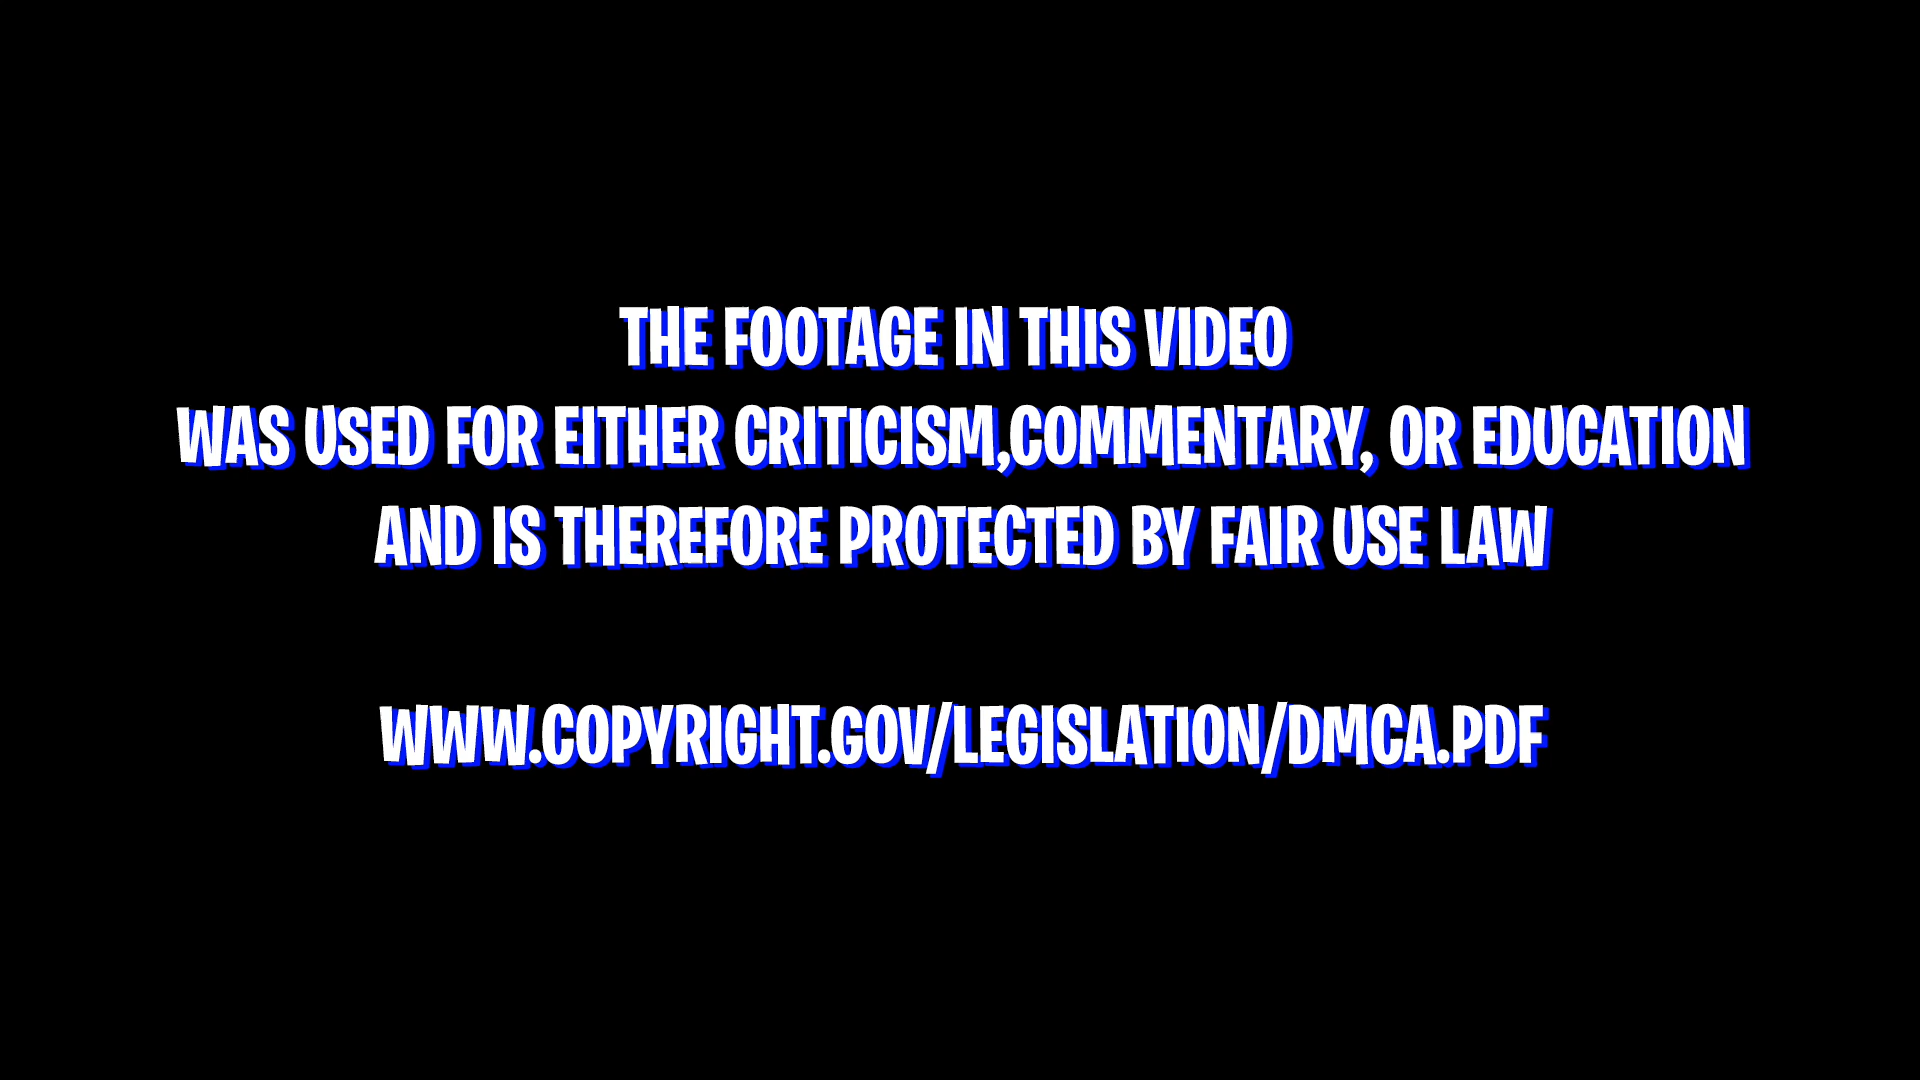 THE FOOTAGE IN THIS VIDEO
WAS USED FOR EITHER CRITICISM,COMMENTARY, OR EDUCATION
AND IS THEREFORE PROTECTED BY FAIR USE LAW
WWW.COPYRIGHT.GOV/LEGISLATION/DMCA.PDF